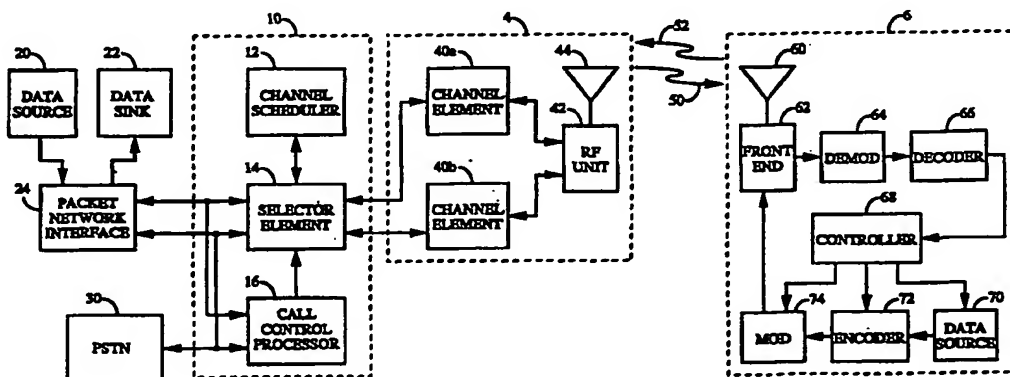 20
DATA
SOURCE
22
DATA
SINK
24
PACKET
NETWORK
INTERFACE
30
PSTN
10
12
CHANNEL
SCHEDULER
14
SELECTOR
ELEMENT
16
CALL
CONTROL
PROCESSOR
4
40a
CHANNEL
ELEMENT
40b
CHANNEL
ELEMENT
44
42
RF
UNIT
52
50
6
60
62
FRONT
END
64
DEMOD
66
DECODER
68
CONTROLLER
74
MOD
72
ENCODER
70
DATA
SOURCE